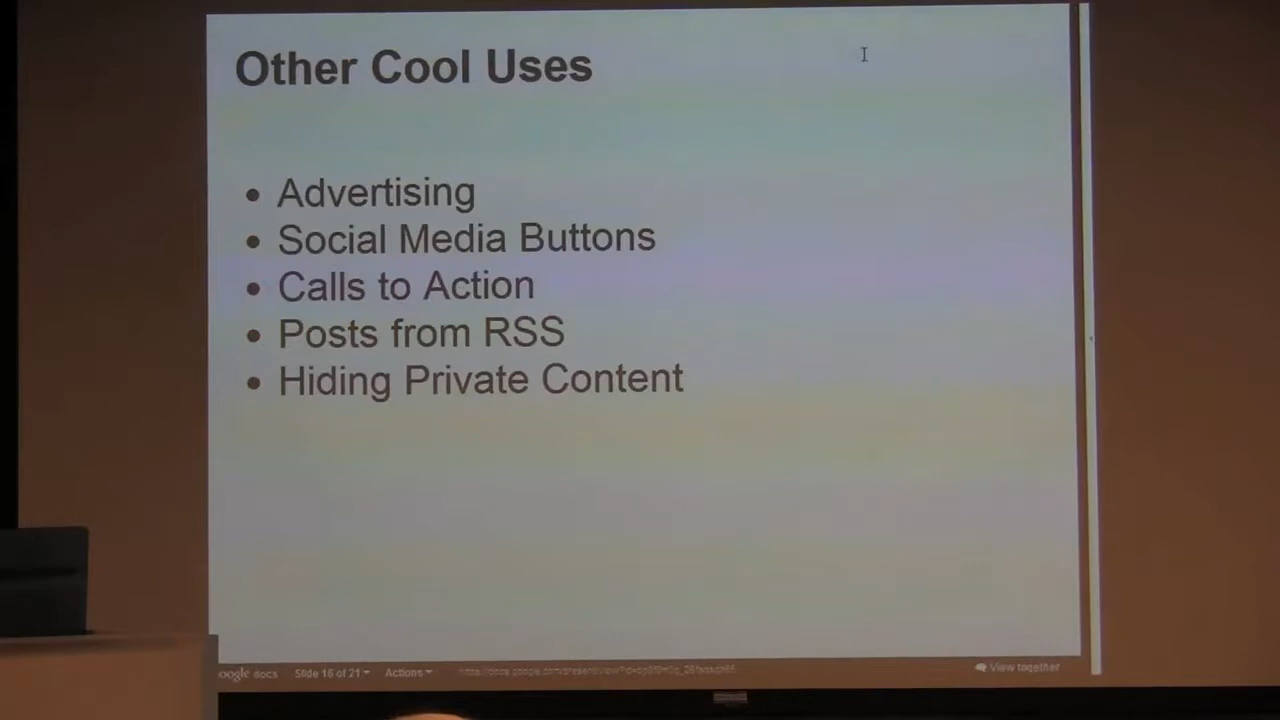 Other Cool Uses
• Advertising
• Social Media Buttons
• Calls to Action
• Posts from RSS
• Hiding Private Content
oogle docs Slide 16 of 21 Actions View together